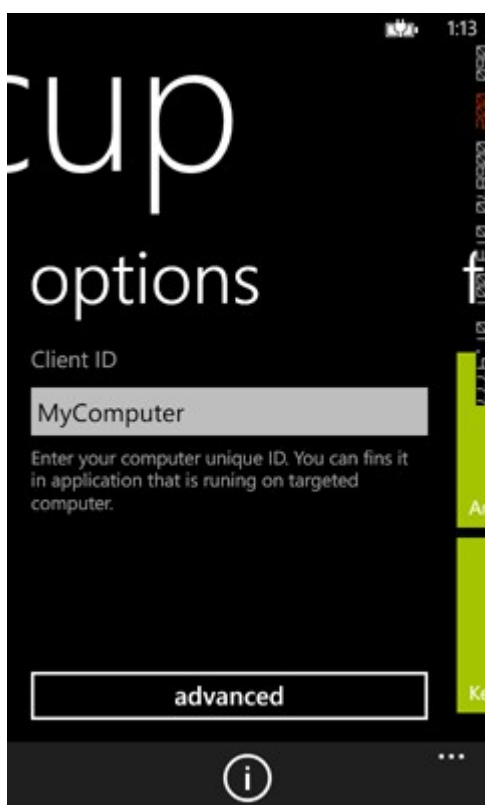 1:13
cup
options
Client ID
MyComputer
Enter your computer unique ID. You can fins it
in application that is runing on targeted
computer.
advanced